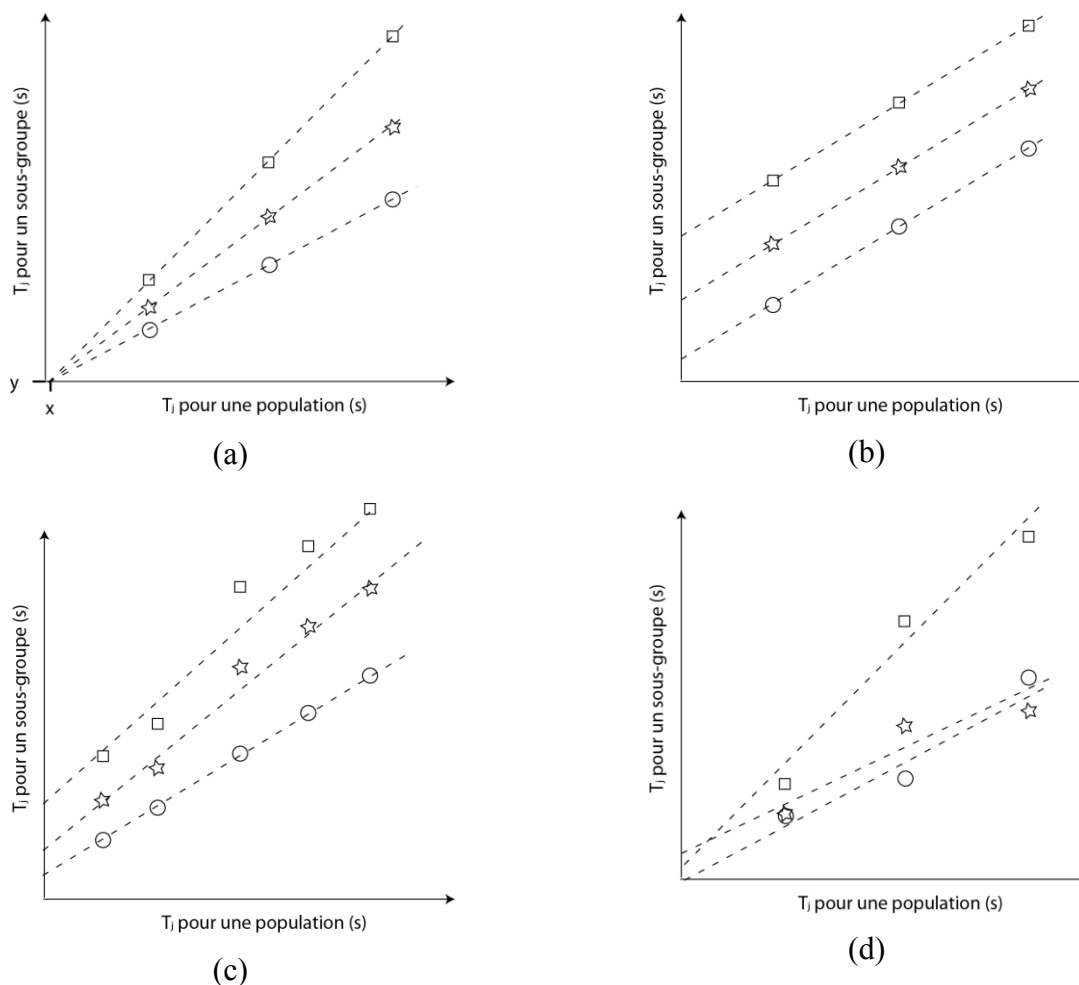 Tj pour un sous-groupe (s)
y
x
Tj pour une population (s)
(a)
Tj pour un sous-groupe (s)
Tj pour une population (s)
(b)
Tj pour un sous-groupe (s)
Tj pour une population (s)
(c)
Tj pour un sous-groupe (s)
Tj pour une population (s)
(d)